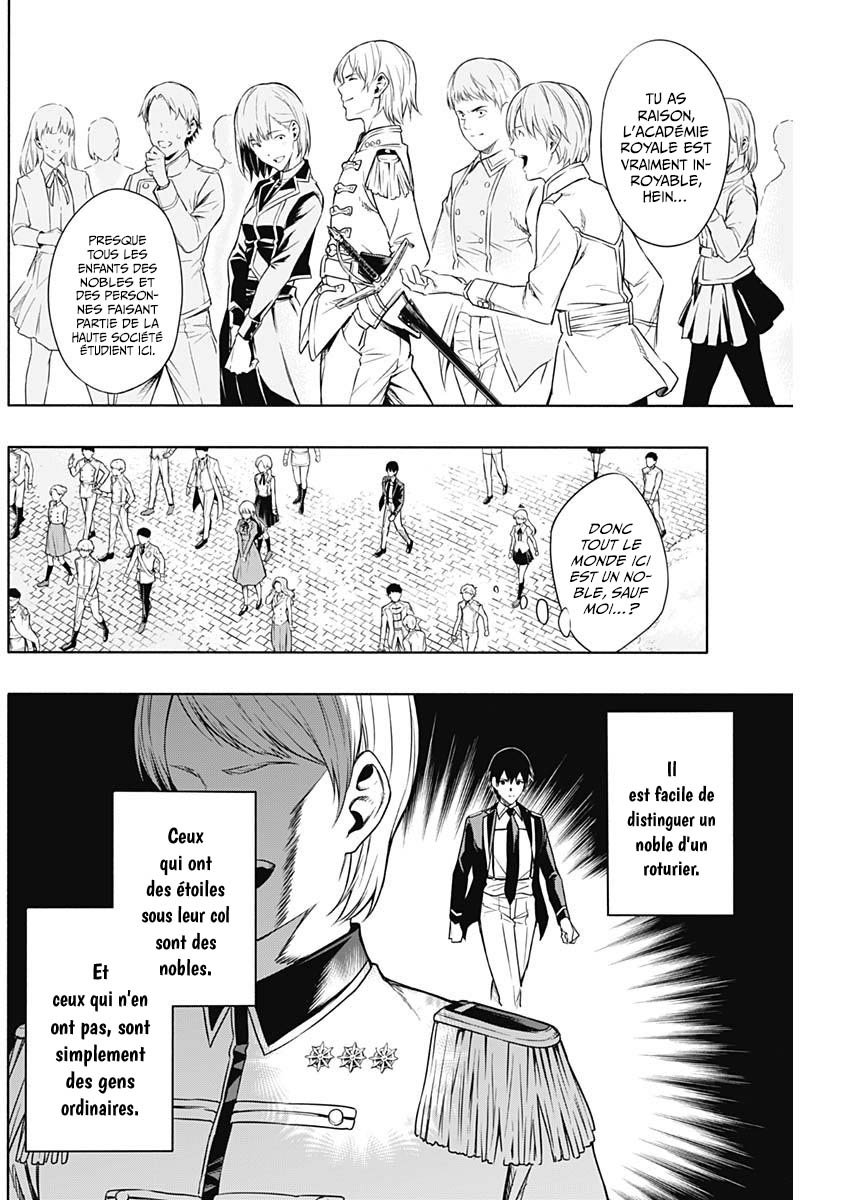 TU AS
RAISON,
L'ACADÉMIE
ROYALE EST
VRAIMENT IN-
ROYABLE,
HEIN...
PRESQUE
TOUS LES
ENFANTS DES
NOBLES ET
DES PERSON-
NES FAISANT
PARTIE DE LA
HAUTE SOCIÉTÉ
ÉTUDIENT ICI.
DONC
TOUT LE
MONDE ICI
EST UN NO-
BLE, SAUF
MOI...?
Il
est facile de
distinguer un
noble d'un
roturier.
Ceux
qui ont
des étoiles
sous leur col
sont des
nobles.
Et
ceux qui n'en
ont pas, sont
simplement
des gens
ordinaires.